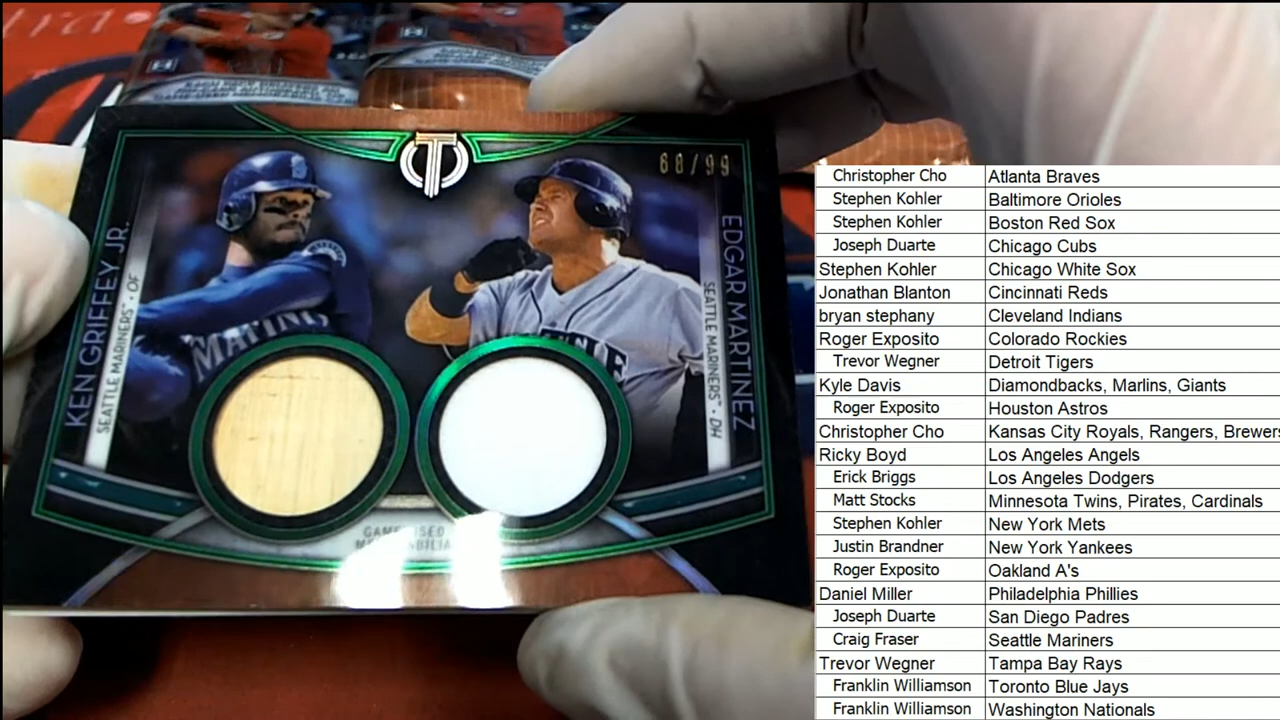 68/99
KEN GRIFFEY JR.
SEATTLE MARINERS™ • OF
EDGAR MARTINEZ
SEATTLE MARINERS™ • DH
Christopher Cho Atlanta Braves
Stephen Kohler Baltimore Orioles
Stephen Kohler Boston Red Sox
Joseph Duarte Chicago Cubs
Stephen Kohler Chicago White Sox
Jonathan Blanton Cincinnati Reds
bryan stephany Cleveland Indians
Roger Exposito Colorado Rockies
Trevor Wegner Detroit Tigers
Kyle Davis Diamondbacks, Marlins, Giants
Roger Exposito Houston Astros
Christopher Cho Kansas City Royals, Rangers, Brewers
Ricky Boyd Los Angeles Angels
Erick Briggs Los Angeles Dodgers
Matt Stocks Minnesota Twins, Pirates, Cardinals
Stephen Kohler New York Mets
Justin Brandner New York Yankees
Roger Exposito Oakland A's
Daniel Miller Philadelphia Phillies
Joseph Duarte San Diego Padres
Craig Fraser Seattle Mariners
Trevor Wegner Tampa Bay Rays
Franklin Williamson Toronto Blue Jays
Franklin Williamson Washington Nationals